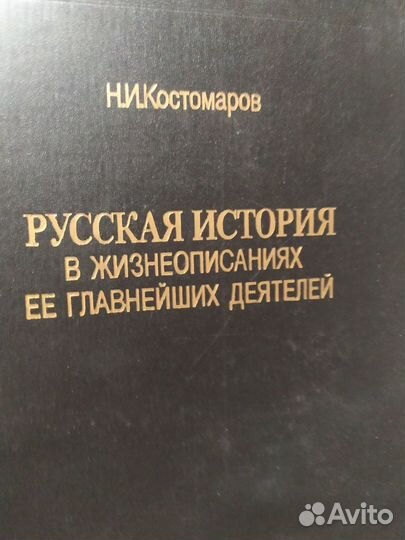 Н.И.Костомаров
РУССКАЯ ИСТОРИЯ
В ЖИЗНЕОПИСАНИЯХ
ЕЕ ГЛАВНЕЙШИХ ДЕЯТЕЛЕЙ
Avito